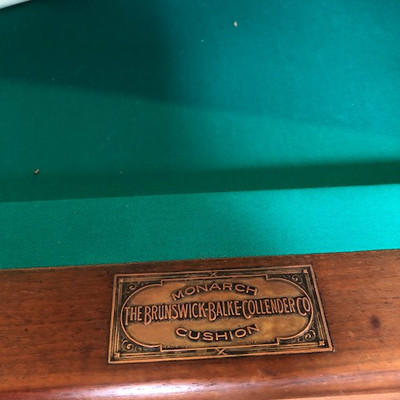 MONARCH
THE BRUNSWICK-BALKE-COLLENDER CO
CUSHION